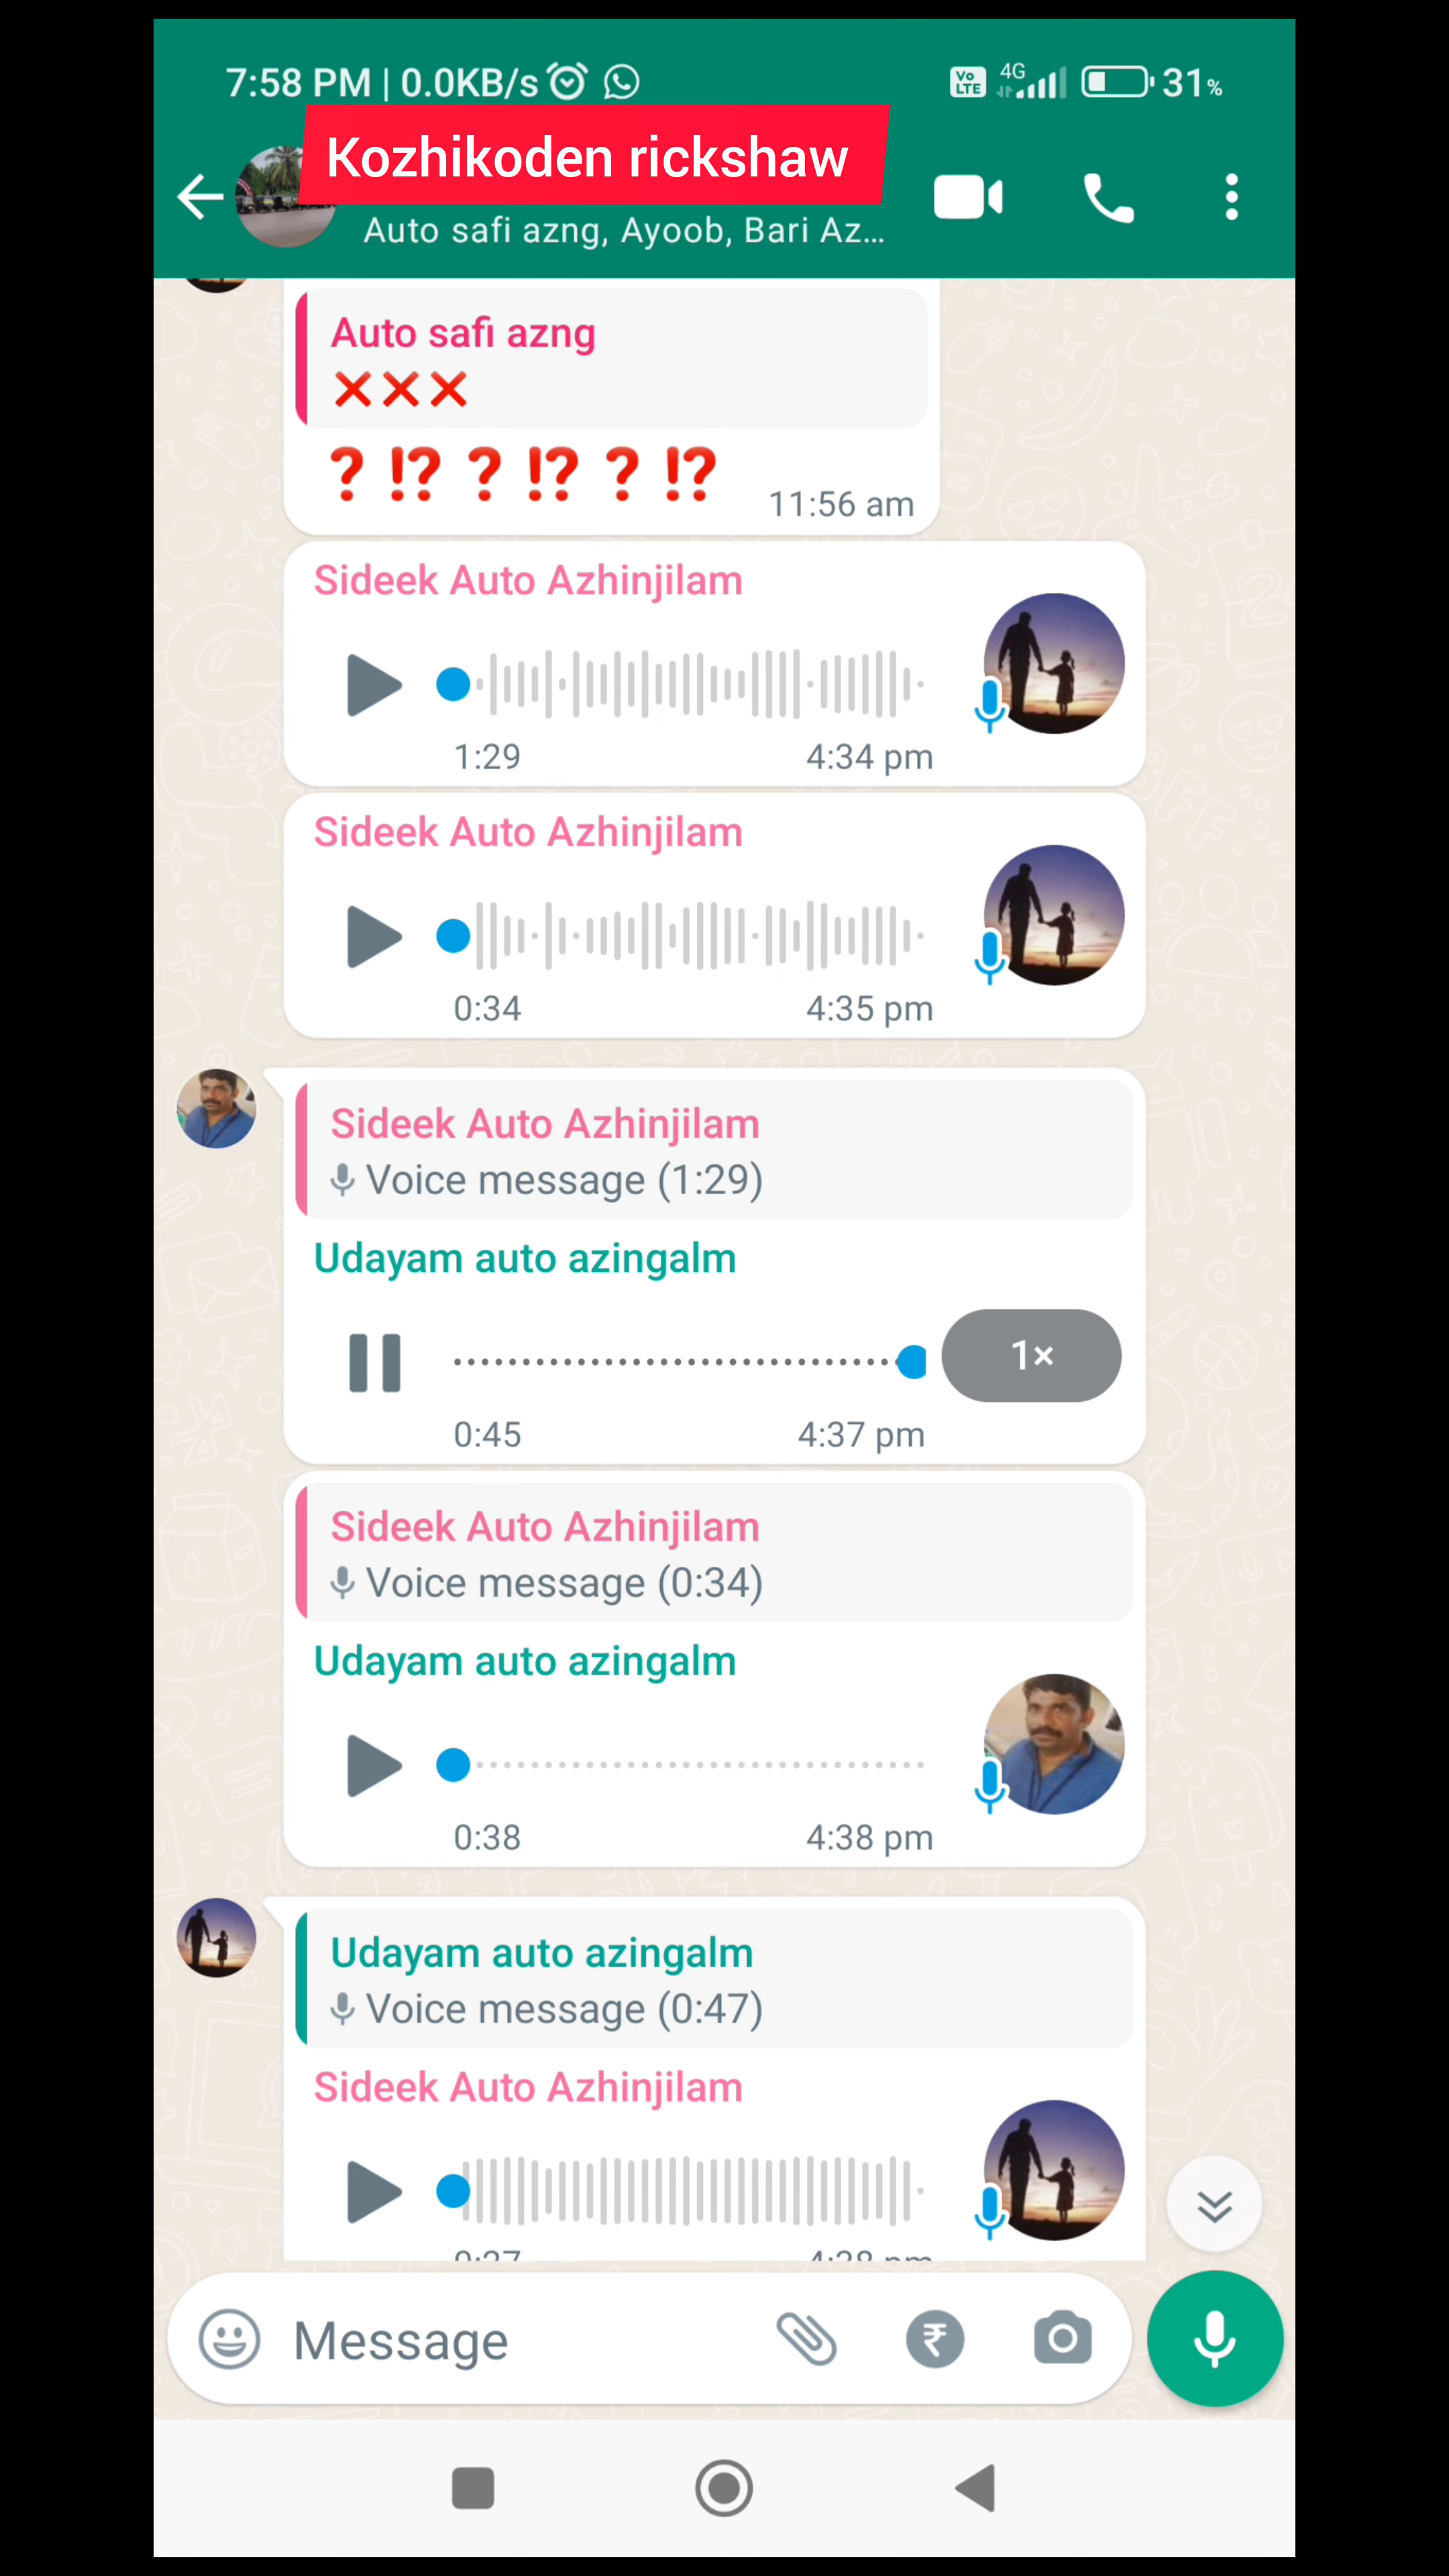 7:58 PM | 0.0KB/s
Vo LTE 4G 31%
Kozhikoden rickshaw
Auto safi azng, Ayoob, Bari Az...
Auto safi azng
❌❌❌
❓⁉️❓⁉️❓⁉️
11:56 am
Sideek Auto Azhinjilam
1:29 4:34 pm
Sideek Auto Azhinjilam
0:34 4:35 pm
Sideek Auto Azhinjilam
Voice message (1:29)
Udayam auto azingalm
1×
0:45 4:37 pm
Sideek Auto Azhinjilam
Voice message (0:34)
Udayam auto azingalm
0:38 4:38 pm
Udayam auto azingalm
Voice message (0:47)
Sideek Auto Azhinjilam
Message